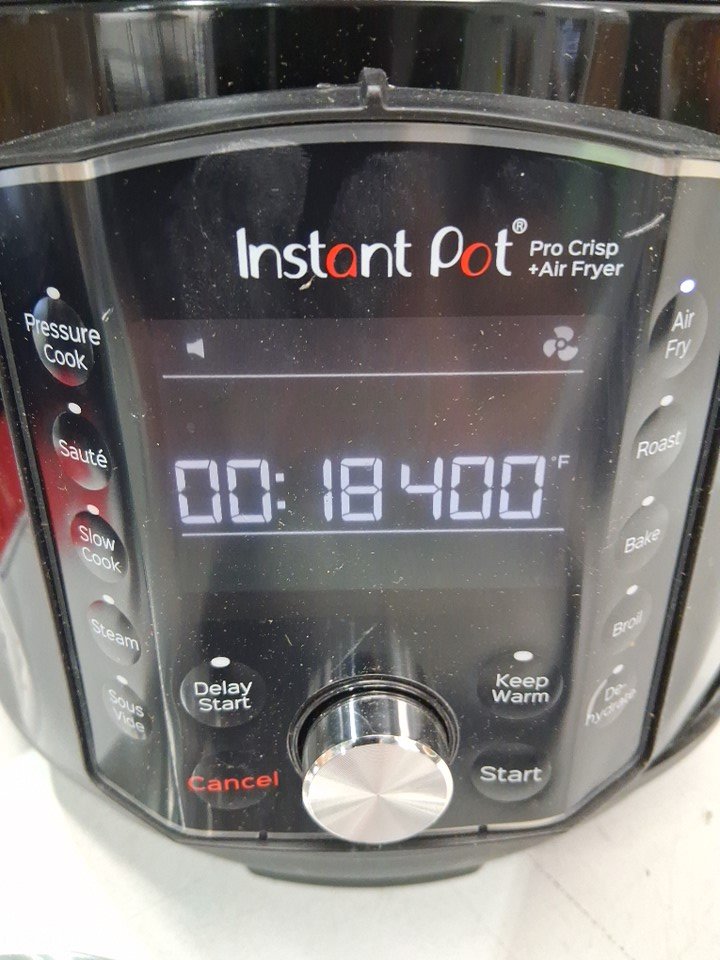 Instant Pot®
Pro Crisp
+Air Fryer
Pressure
Cook
Sauté
Slow
Cook
Steam
Sous
Vide
00:18 400°F
Air
Fry
Roast
Bake
Broil
De-
hydrate
Delay
Start
Keep
Warm
Cancel
Start